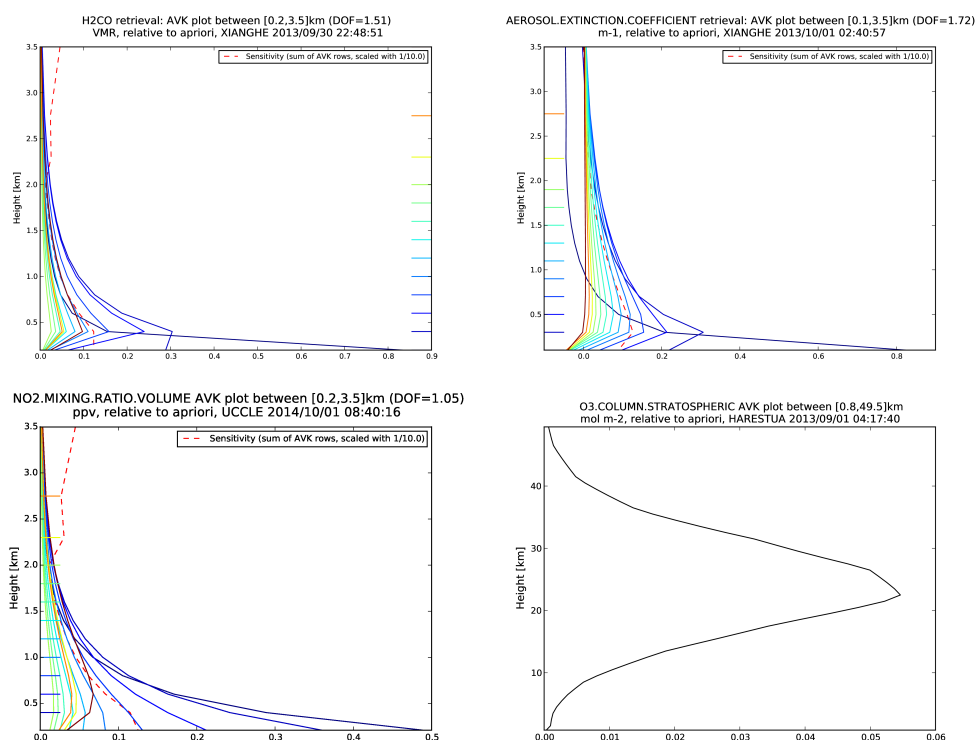 H2CO retrieval: AVK plot between [0.2,3.5]km (DOF=1.51)
VMR, relative to apriori, XIANGHE 2013/09/30 22:48:51
Sensitivity (sum of AVK rows, scaled with 1/10.0)
Height [km]
3.5
3.0
2.5
2.0
1.5
1.0
0.5
0.0 0.1 0.2 0.3 0.4 0.5 0.6 0.7 0.8 0.9
AEROSOL.EXTINCTION.COEFFICIENT retrieval: AVK plot between [0.1,3.5]km (DOF=1.72)
m-1, relative to apriori, XIANGHE 2013/10/01 02:40:57
Sensitivity (sum of AVK rows, scaled with 1/10.0)
Height [km]
3.5
3.0
2.5
2.0
1.5
1.0
0.5
0.0 0.2 0.4 0.6 0.8
NO2.MIXING.RATIO.VOLUME AVK plot between [0.2,3.5]km (DOF=1.05)
ppv, relative to apriori, UCCLE 2014/10/01 08:40:16
Sensitivity (sum of AVK rows, scaled with 1/10.0)
Height [km]
3.5
3.0
2.5
2.0
1.5
1.0
0.5
0.0 0.1 0.2 0.3 0.4 0.5
O3.COLUMN.STRATOSPHERIC AVK plot between [0.8,49.5]km
mol m-2, relative to apriori, HARESTUA 2013/09/01 04:17:40
Height [km]
40
30
20
10
0.00 0.01 0.02 0.03 0.04 0.05 0.06